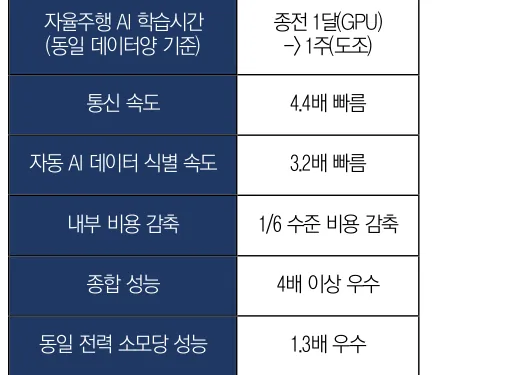 자율주행 AI 학습시간
(동일 데이터양 기준)
종전 1달(GPU)
-> 1주(도조)
통신 속도
4.4배 빠름
자동 AI 데이터 식별 속도
3.2배 빠름
내부 비용 감축
1/6 수준 비용 감축
종합 성능
4배 이상 우수
동일 전력 소모당 성능
1.3배 우수